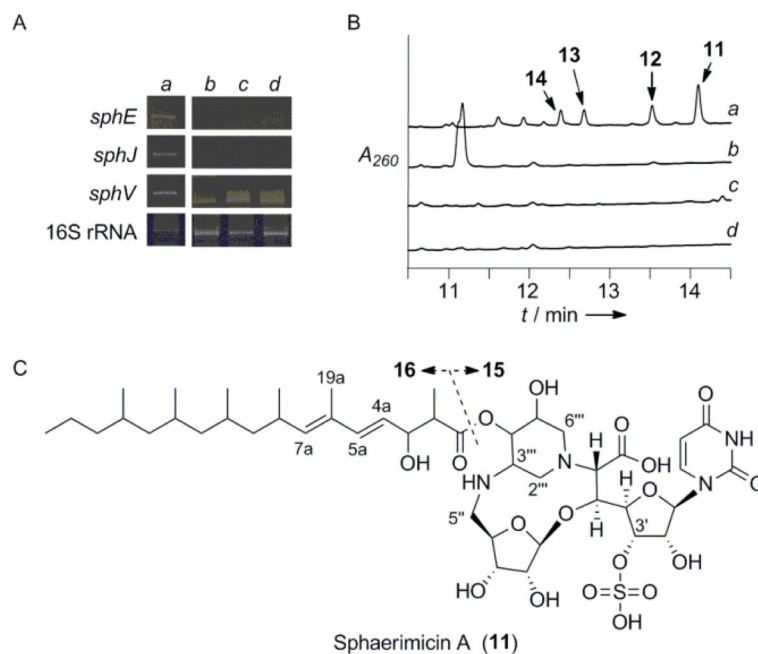 A
a b c d
sphE
sphJ
sphV
16S rRNA
B
14 13 12 11
a
A260
b
c
d
11 12 13 14
t / min
C
16 15
19a 4a OH
7a 5a OH O O 6''' H O O NH
3''' N OH N O
HN 2''' H O
5'' O O H 3'
HO OH O OH
O=S=O
OH
Sphaerimicin A (11)